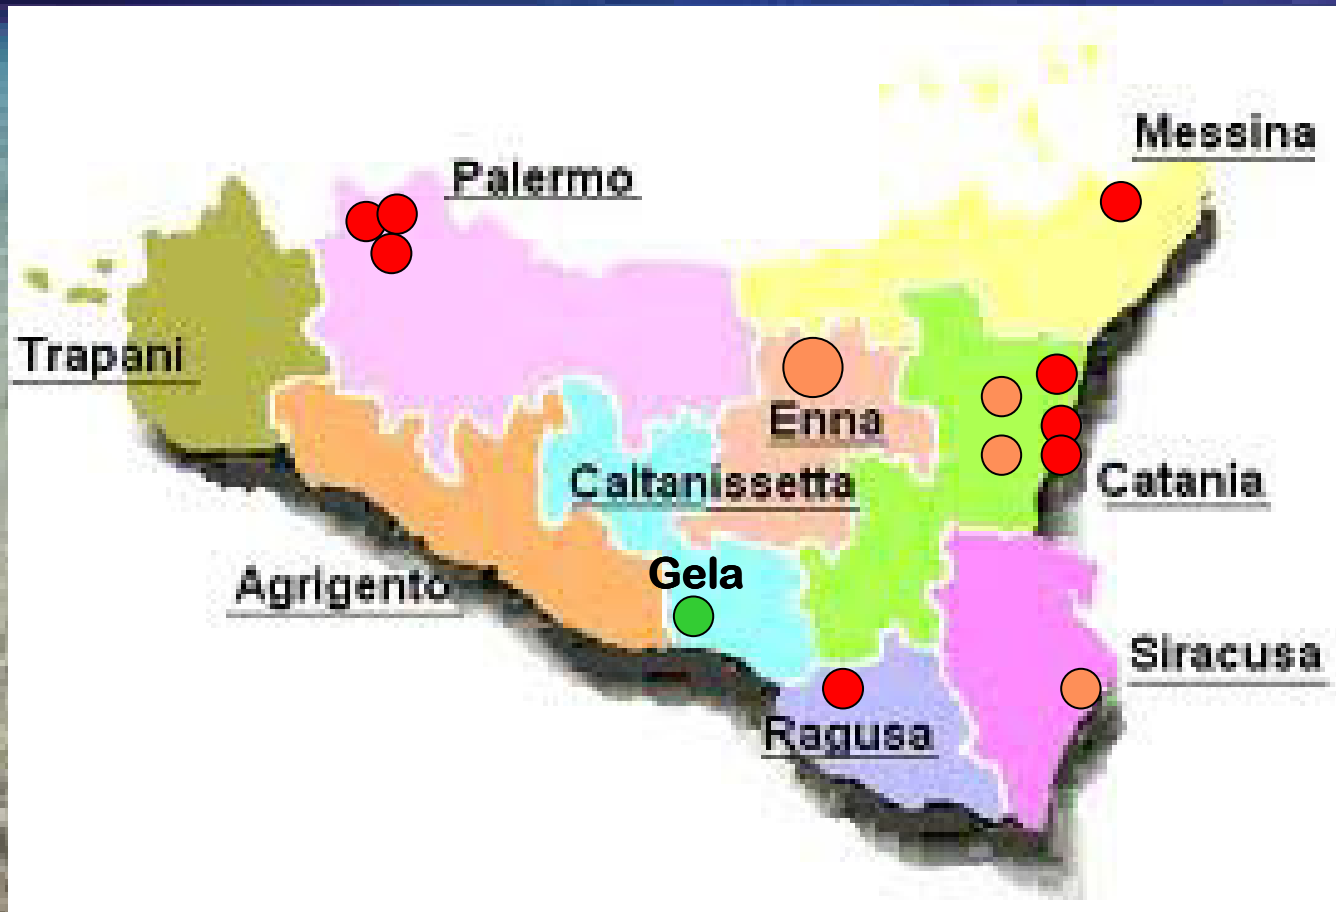 Messina
Palermo
Trapani
Enna
Caltanissetta
Catania
Gela
Agrigento
Siracusa
Ragusa